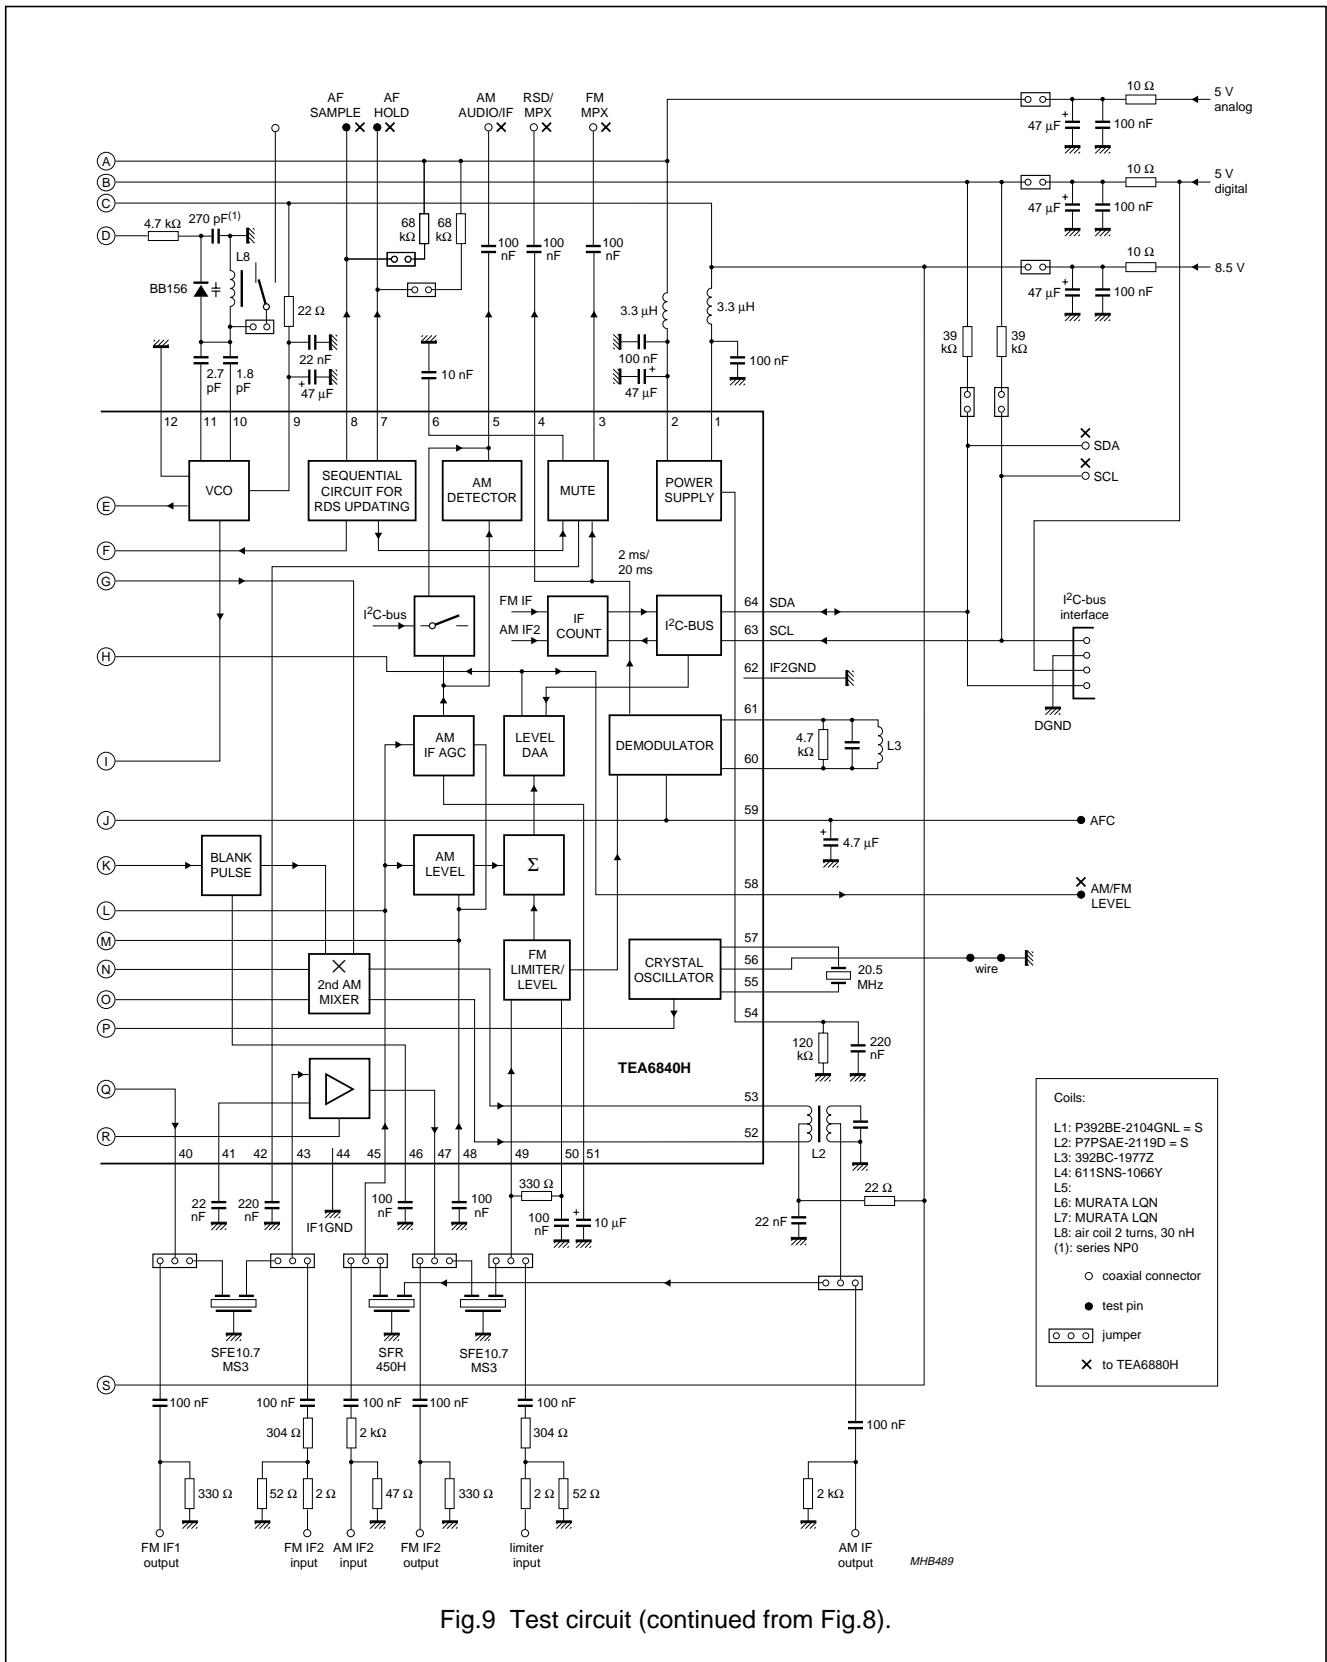 AF SAMPLE
AF HOLD
AM AUDIO/IF
RSD/MPX
FM MPX
10 Ω
5 V analog
47 µF
100 nF
A
B
C
D
4.7 kΩ
270 pF(1)
L8
BB156
22 Ω
22 nF
47 µF
2.7 pF
1.8 pF
68 kΩ
68 kΩ
100 nF
100 nF
100 nF
10 nF
3.3 µH
3.3 µH
100 nF
47 µF
100 nF
10 Ω
5 V digital
47 µF
100 nF
10 Ω
8.5 V
47 µF
100 nF
39 kΩ
39 kΩ
SDA
SCL
12
11
10
9
8
7
6
5
4
3
2
1
VCO
SEQUENTIAL CIRCUIT FOR RDS UPDATING
AM DETECTOR
MUTE
POWER SUPPLY
E
F
G
H
I
J
K
L
M
N
O
P
Q
R
S
2 ms/20 ms
I2C-bus
FM IF
AM IF2
IF COUNT
I2C-BUS
64
SDA
63
SCL
62
IF2GND
I2C-bus interface
DGND
AM IF AGC
LEVEL DAA
DEMODULATOR
61
60
4.7 kΩ
L3
59
AFC
4.7 µF
BLANK PULSE
AM LEVEL
Σ
58
AM/FM LEVEL
2nd AM MIXER
FM LIMITER/LEVEL
CRYSTAL OSCILLATOR
57
56
55
20.5 MHz
wire
54
120 kΩ
220 nF
TEA6840H
53
52
L2
22 Ω
22 nF
40
41
42
43
44
45
46
47
48
49
50
51
22 nF
220 nF
IF1GND
100 nF
100 nF
330 Ω
100 nF
10 µF
SFE10.7 MS3
SFR 450H
SFE10.7 MS3
100 nF
100 nF
100 nF
100 nF
100 nF
100 nF
304 Ω
2 kΩ
304 Ω
330 Ω
52 Ω
2 Ω
47 Ω
330 Ω
2 Ω
52 Ω
2 kΩ
FM IF1 output
FM IF2 input
AM IF2 input
FM IF2 output
limiter input
AM IF output
MHB489
Coils:
L1: P392BE-2104GNL = S
L2: P7PSAE-2119D = S
L3: 392BC-1977Z
L4: 611SNS-1066Y
L5:
L6: MURATA LQN
L7: MURATA LQN
L8: air coil 2 turns, 30 nH
(1): series NP0
coaxial connector
test pin
jumper
to TEA6880H
Fig.9 Test circuit (continued from Fig.8).